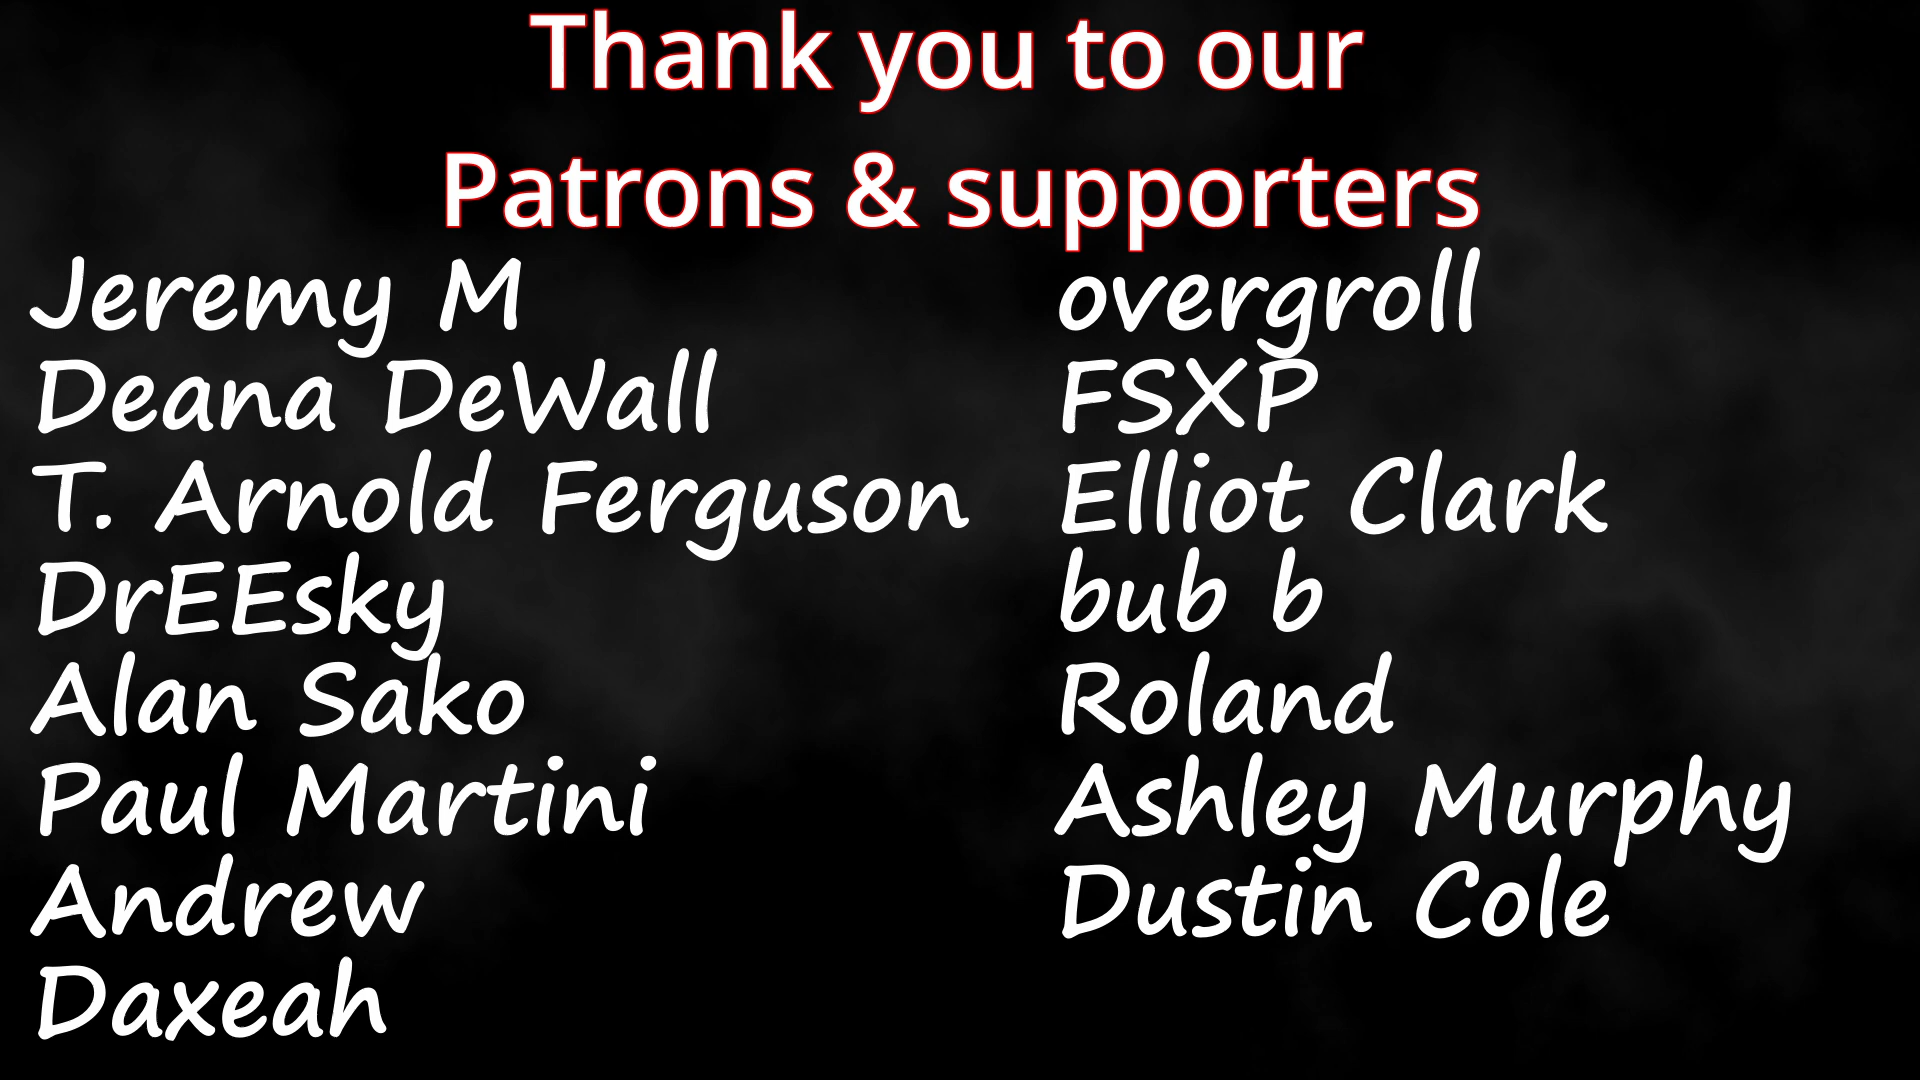 Thank you to our
Patrons & supporters
Jeremy M
Deana DeWall
T. Arnold Ferguson
DrEEsky
Alan Sako
Paul Martini
Andrew
Daxeah
overgroll
FSXP
Elliot Clark
bub b
Roland
Ashley Murphy
Dustin Cole